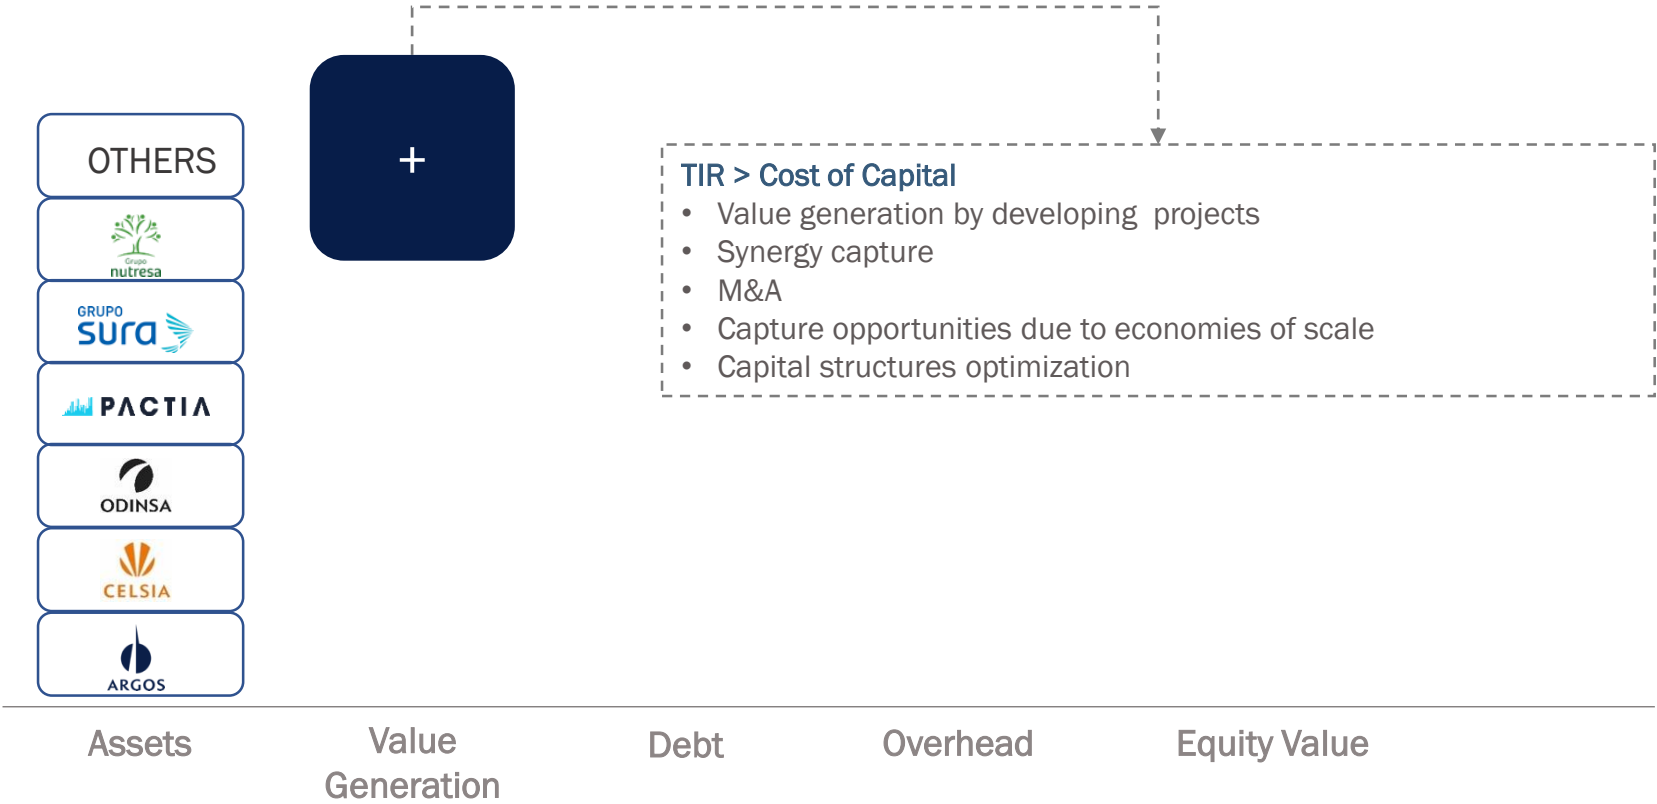 OTHERS
Grupo
nutresa
GRUPO
sura
PACTIA
ODINSA
CELSIA
ARGOS
+
TIR > Cost of Capital
• Value generation by developing  projects
• Synergy capture
• M&A
• Capture opportunities due to economies of scale
• Capital structures optimization
Assets
Value
Generation
Debt
Overhead
Equity Value